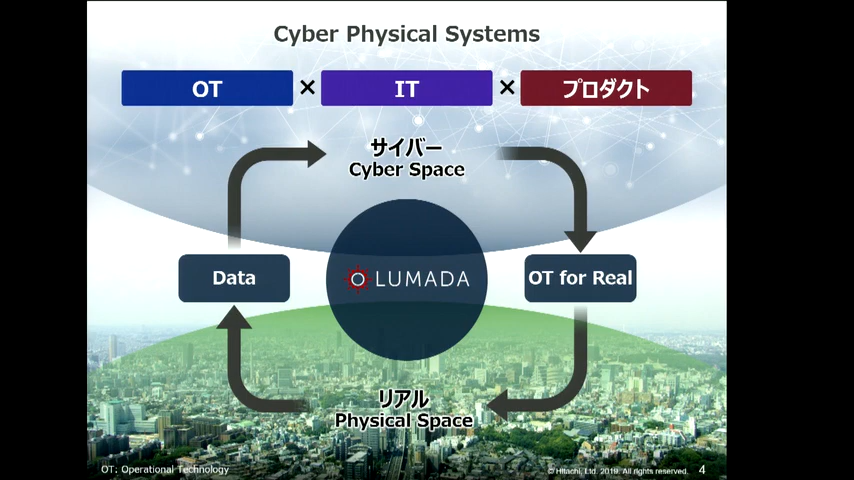 Cyber Physical Systems
OT × IT × プロダクト
サイバー
Cyber Space
Data
LUMADA
OT for Real
リアル
Physical Space
OT: Operational Technology
© Hitachi, Ltd. 2019. All rights reserved. 4